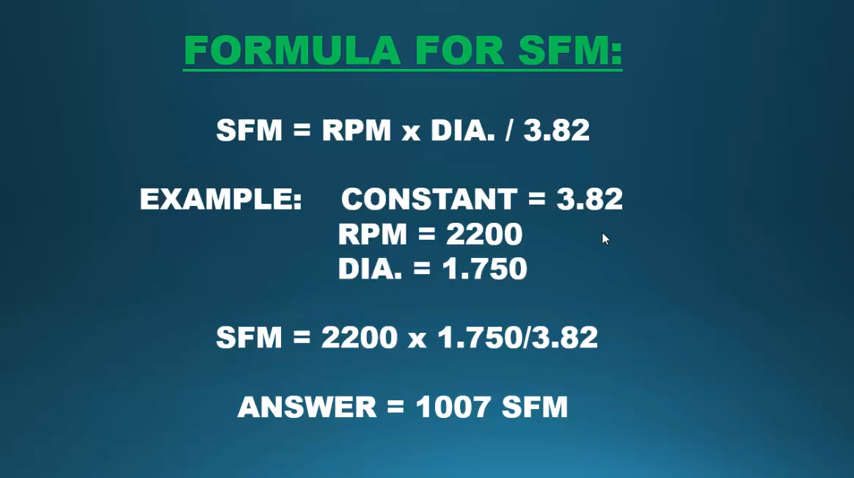 FORMULA FOR SFM:
SFM = RPM x DIA. / 3.82
EXAMPLE: CONSTANT = 3.82
RPM = 2200
DIA. = 1.750
SFM = 2200 x 1.750/3.82
ANSWER = 1007 SFM